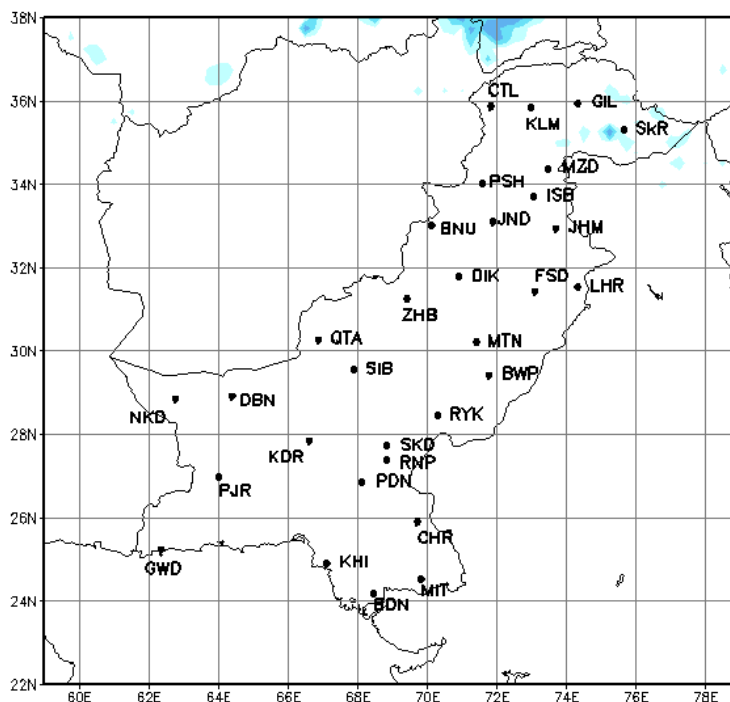 38N
CTL
GIL
36N
KLM
SkR
MZD
34N
PSH
ISB
JND
BNU
JHM
32N
DIK
FSD
LHR
ZHB
QTA
MTN
30N
SIB
BWP
DBN
NKD
RYK
28N
SKD
KDR
RNP
PJR
PDN
26N
CHR
KHI
GWD
MIT
24N
BDN
22N
60E 62E 64E 66E 68E 70E 72E 74E 76E 78E